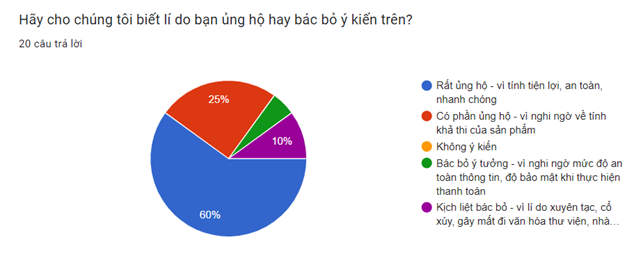 Hãy cho chúng tôi biết lí do bạn ủng hộ hay bác bỏ ý kiến trên?
20 câu trả lời
25%
10%
60%
Rất ủng hộ - vì tính tiện lợi, an toàn,
nhanh chóng
Có phần ủng hộ - vì nghi ngờ về tính
khả thi của sản phẩm
Không ý kiến
Bác bỏ ý tưởng - vì nghi ngờ mức độ an
toàn thông tin, độ bảo mật khi thực hiện
thanh toán
Kịch liệt bác bỏ - vì lí do xuyên tạc, cổ
xúy, gây mất đi văn hóa thư viện, nhà…